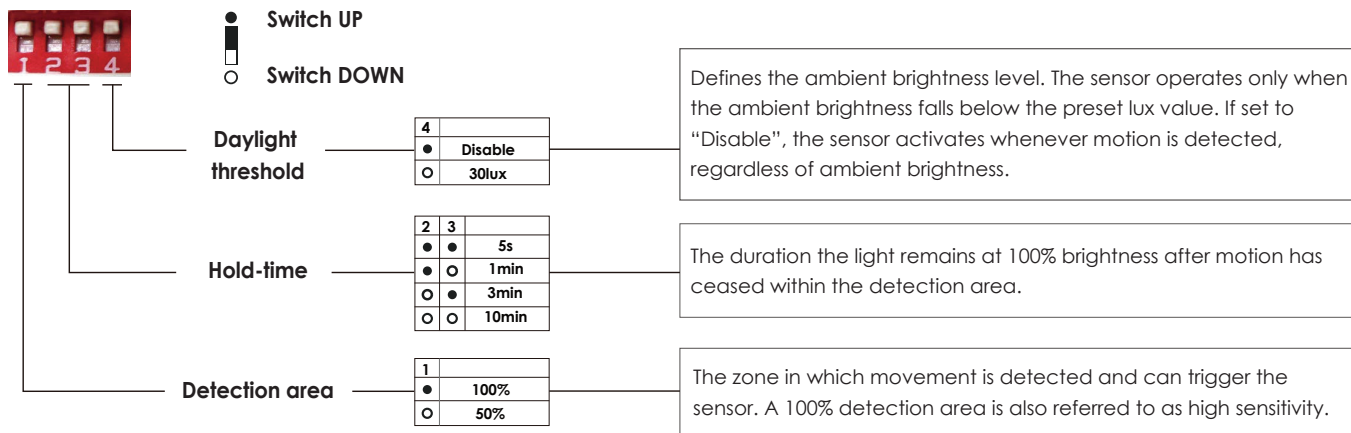 Switch UP
Switch DOWN
1 2 3 4
Daylight
threshold
4
Disable
30lux
Defines the ambient brightness level. The sensor operates only when
the ambient brightness falls below the preset lux value. If set to
“Disable”, the sensor activates whenever motion is detected,
regardless of ambient brightness.
Hold-time
2 3
5s
1min
3min
10min
The duration the light remains at 100% brightness after motion has
ceased within the detection area.
Detection area
1
100%
50%
The zone in which movement is detected and can trigger the
sensor. A 100% detection area is also referred to as high sensitivity.